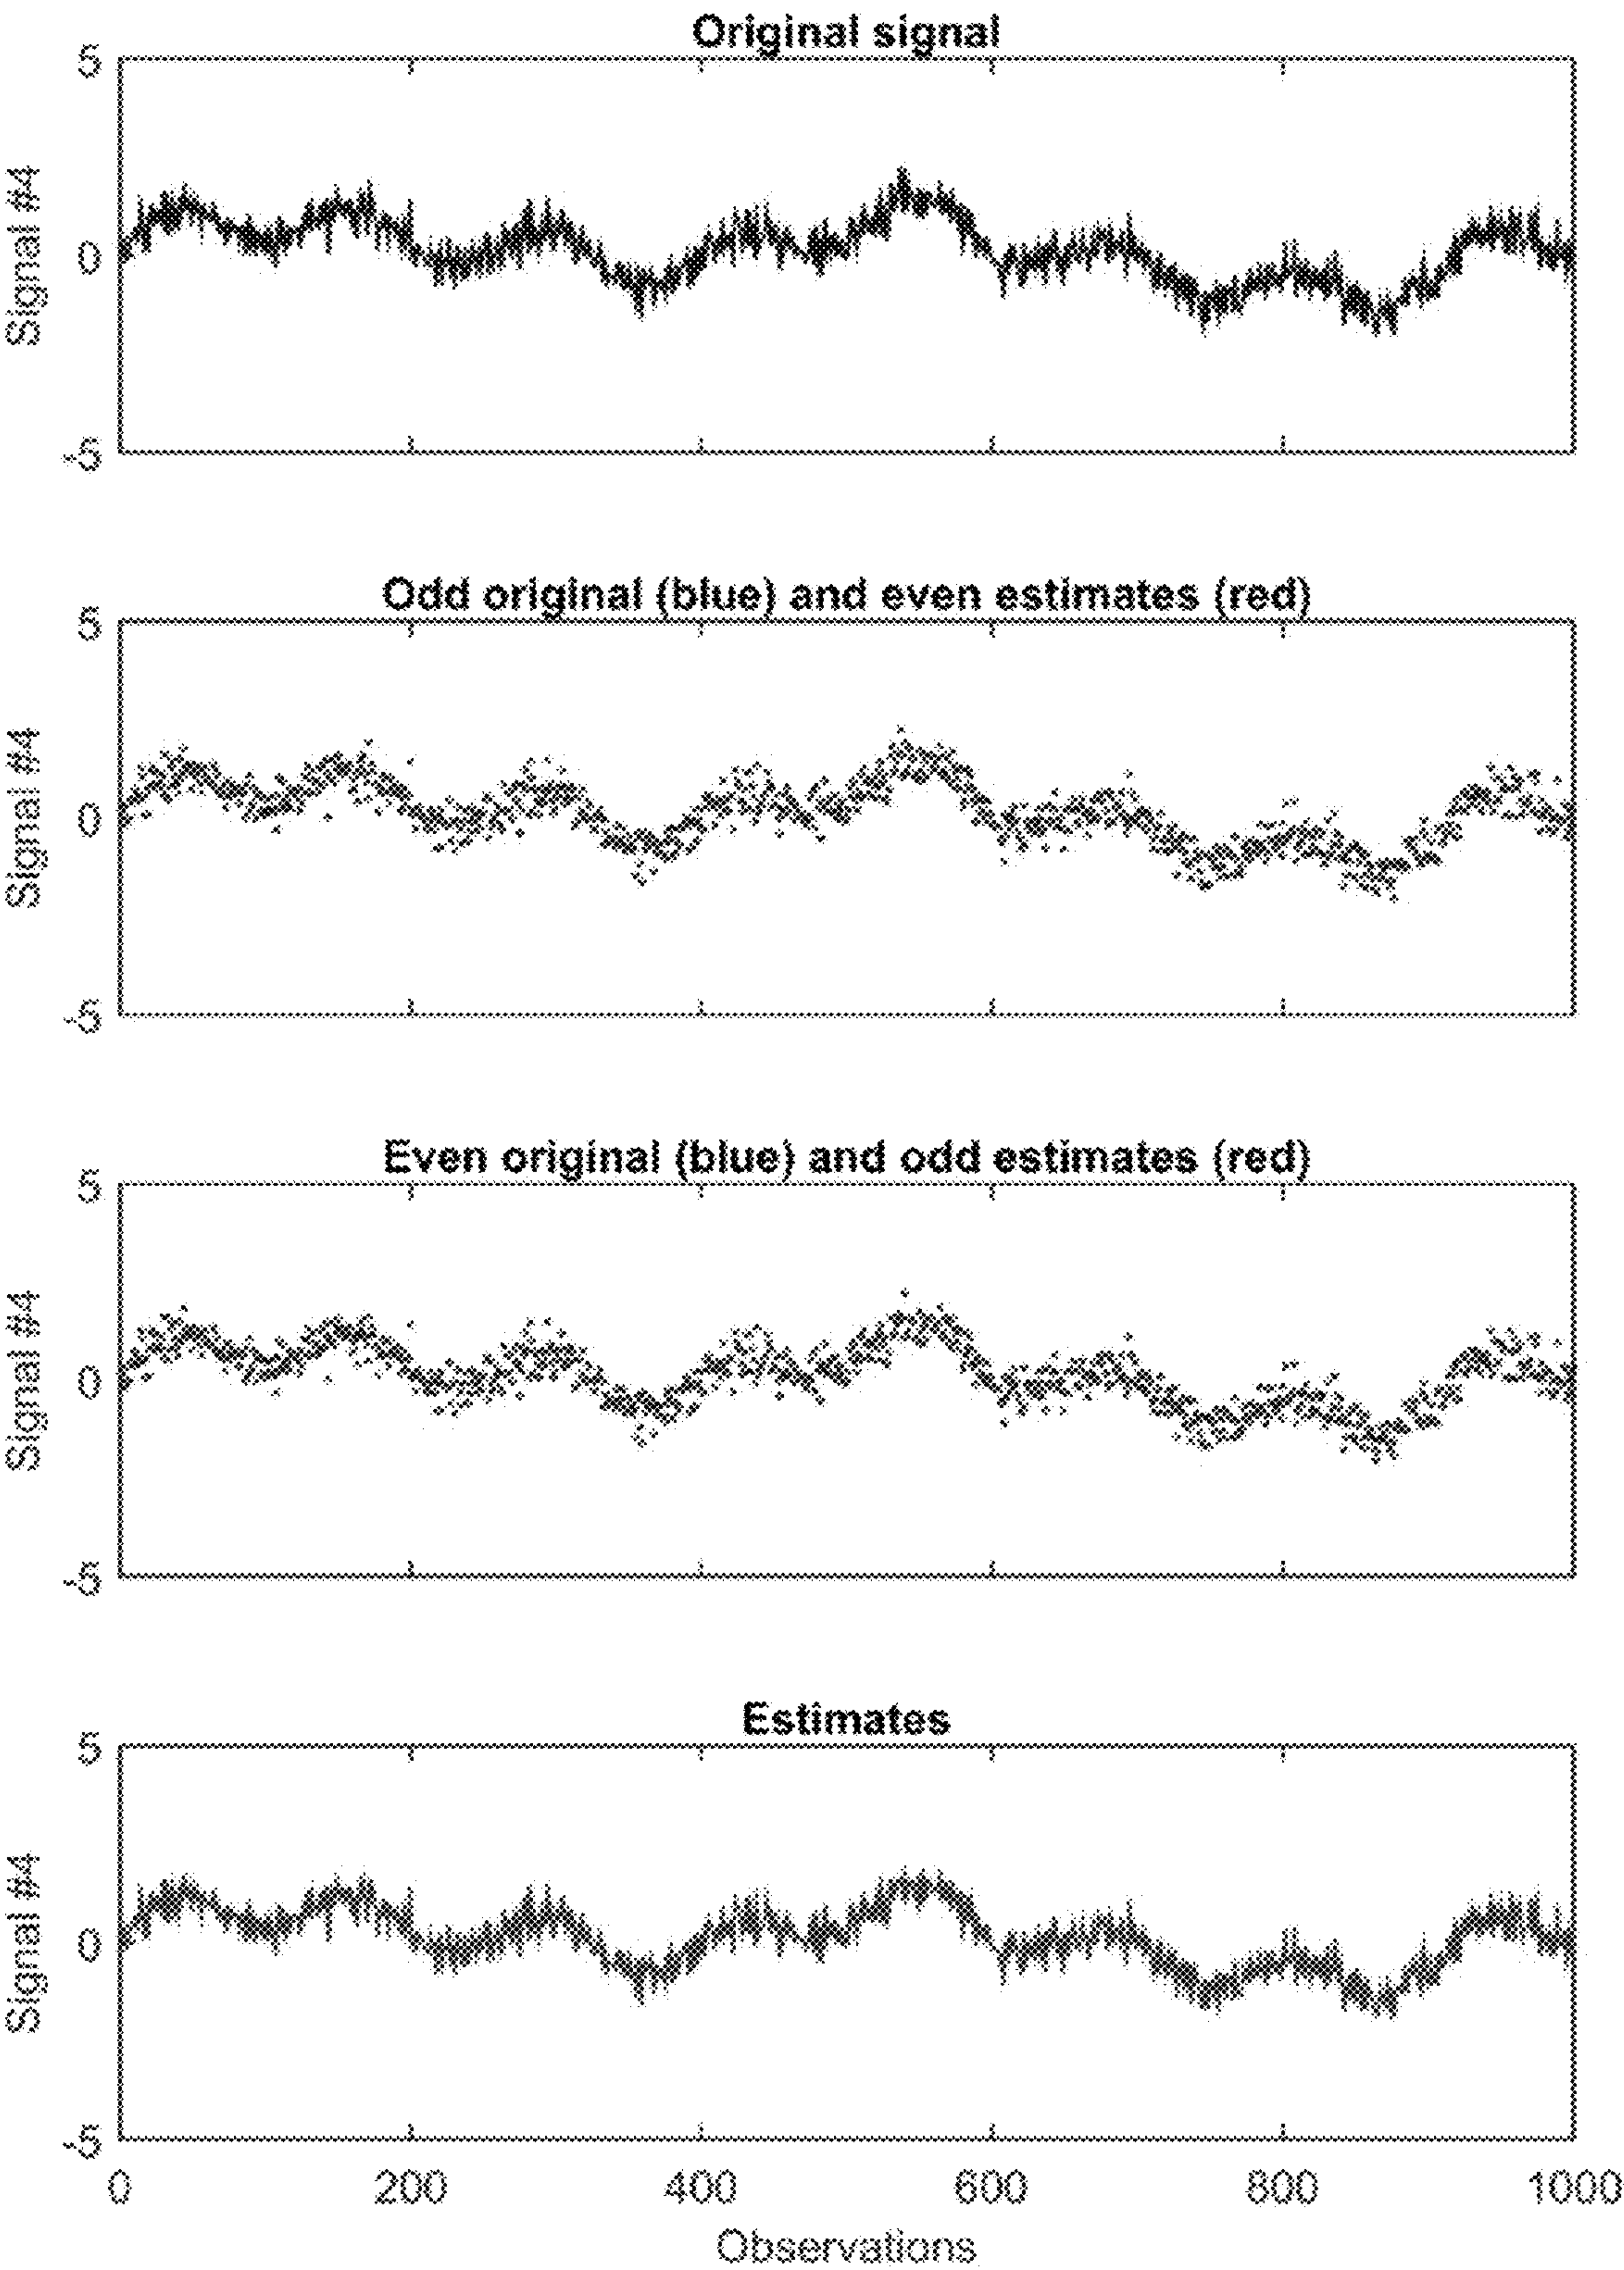 Original signal
5
0
-5
Signal #4
Odd original (blue) and even estimates (red)
5
0
-5
Signal #4
Even original (blue) and odd estimates (red)
5
0
-5
Signal #4
Estimates
5
0
-5
Signal #4
0 200 400 600 800 1000
Observations